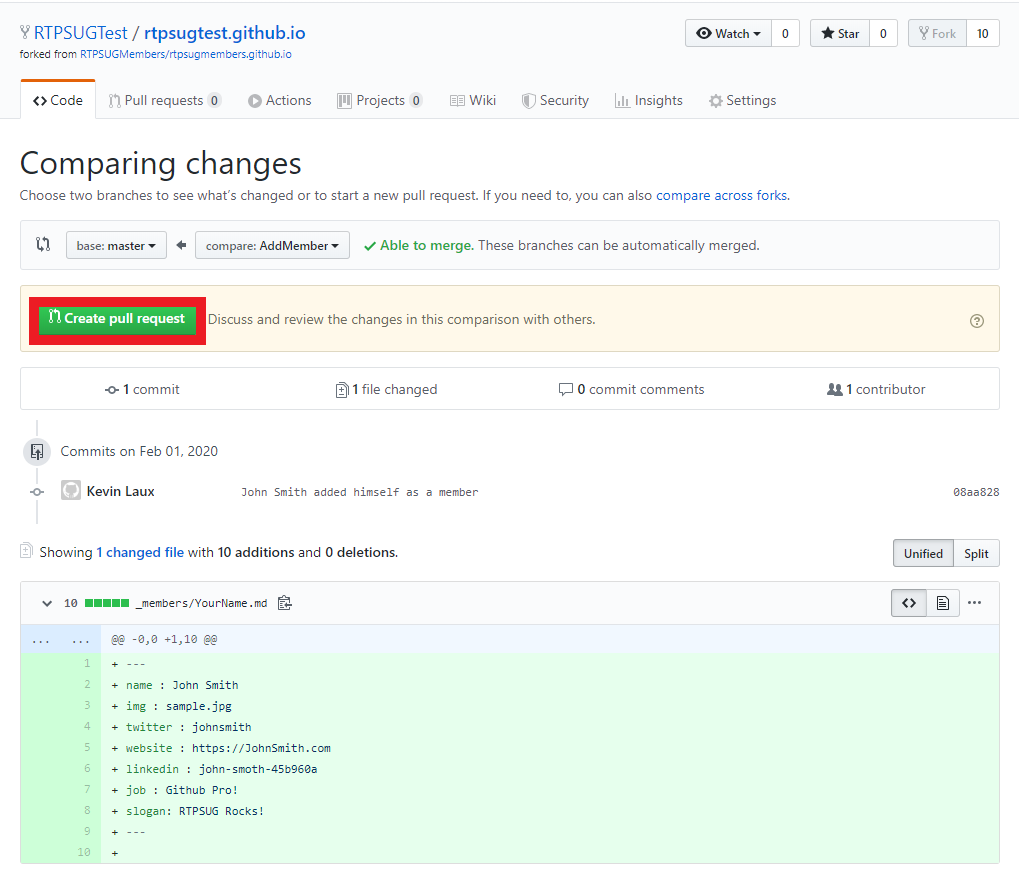 RTPSUGTest / rtpsugtest.github.io
Watch 0 Star 0 Fork 10
forked from RTPSUGMembers/rtpsugmembers.github.io
Code Pull requests 0 Actions Projects 0 Wiki Security Insights Settings
Comparing changes
Choose two branches to see what's changed or to start a new pull request. If you need to, you can also compare across forks.
base: master compare: AddMember Able to merge. These branches can be automatically merged.
Create pull request Discuss and review the changes in this comparison with others.
1 commit 1 file changed 0 commit comments 1 contributor
Commits on Feb 01, 2020
Kevin Laux John Smith added himself as a member 08aa828
Showing 1 changed file with 10 additions and 0 deletions. Unified Split
10 _members/YourName.md
... ... @@ -0,0 +1,10 @@
1 + ---
2 + name : John Smith
3 + img : sample.jpg
4 + twitter : johnsmith
5 + website : https://JohnSmith.com
6 + linkedin : john-smoth-45b960a
7 + job : Github Pro!
8 + slogan: RTPSUG Rocks!
9 + ---
10 +